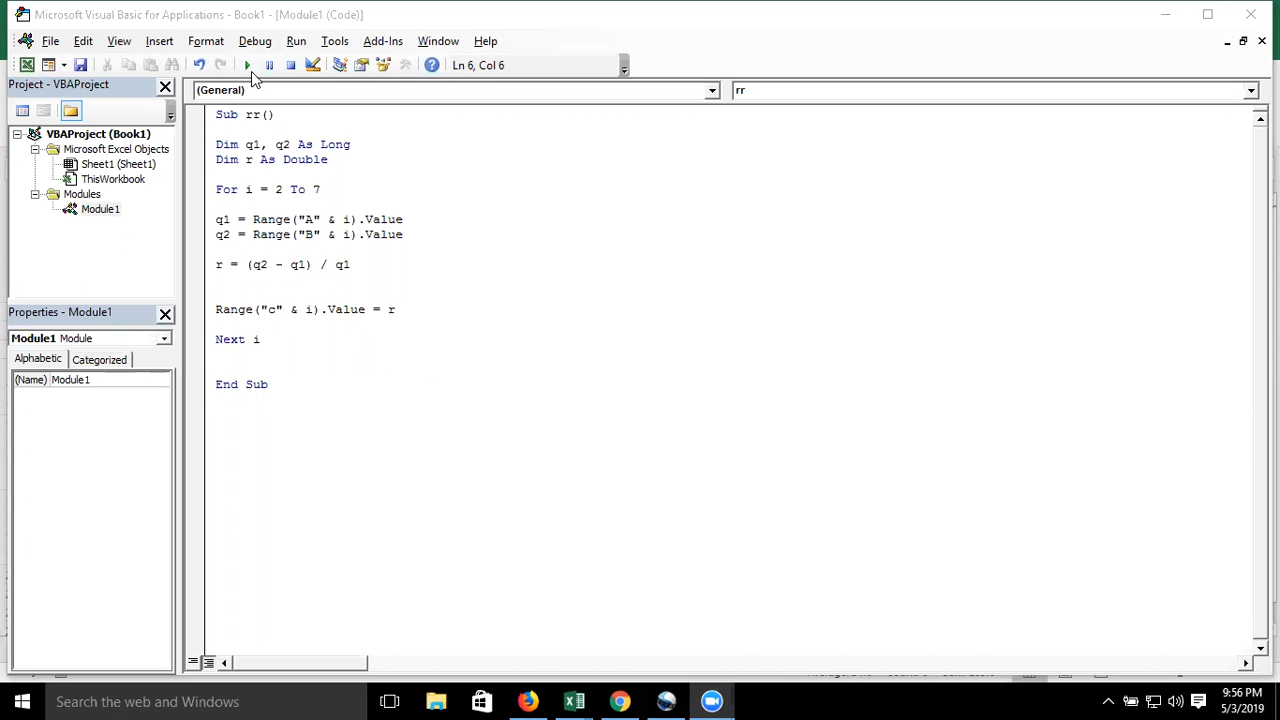 Microsoft Visual Basic for Applications - Book1 - [Module1 (Code)]
File Edit View Insert Format Debug Run Tools Add-Ins Window Help
Ln 6, Col 6
Project - VBAProject
(General)
rr
VBAProject (Book1)
Microsoft Excel Objects
Sheet1 (Sheet1)
ThisWorkbook
Modules
Module1
Properties - Module1
Module1 Module
Alphabetic Categorized
(Name) Module1
Sub rr()
Dim q1, q2 As Long
Dim r As Double
For i = 2 To 7
q1 = Range("A" & i).Value
q2 = Range("B" & i).Value
r = (q2 - q1) / q1
Range("c" & i).Value = r
Next i
End Sub
Search the web and Windows
9:56 PM
5/3/2019